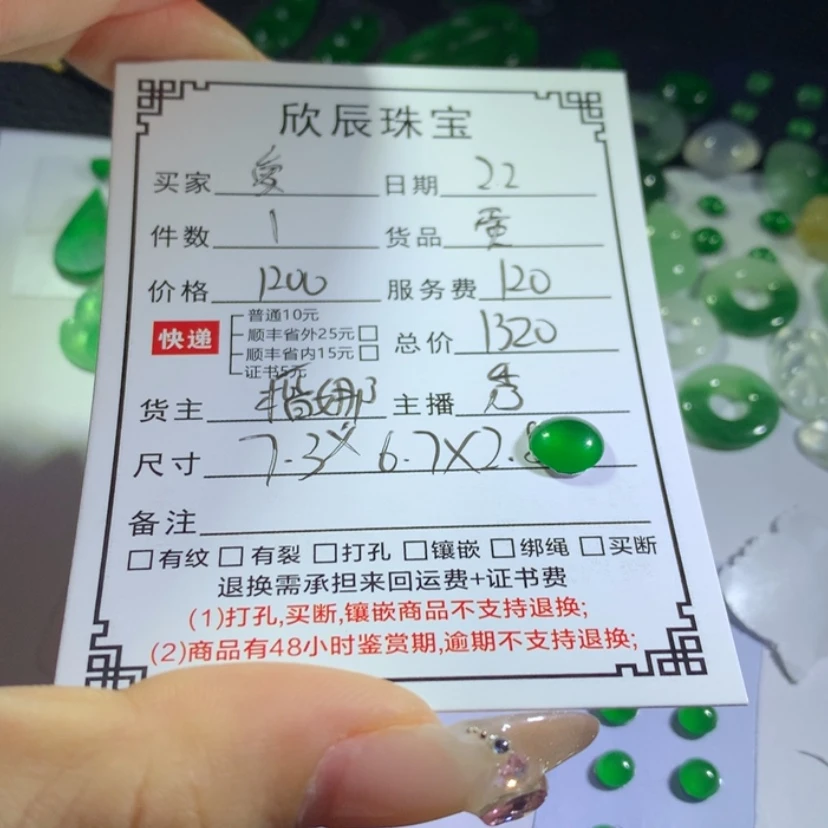 欣辰珠宝
买家 日期 22
件数 1 货品 蛋
价格 1200 服务费 120
快递 普通10元
顺丰省外25元
顺丰省内15元
证书5元
总价 1320
货主 主播
尺寸 7.3X 6.7X2.
备注
有纹 有裂 打孔 镶嵌 绑绳 买断
退换需承担来回运费+证书费
(1)打孔,买断,镶嵌商品不支持退换;
(2)商品有48小时鉴赏期,逾期不支持退换;